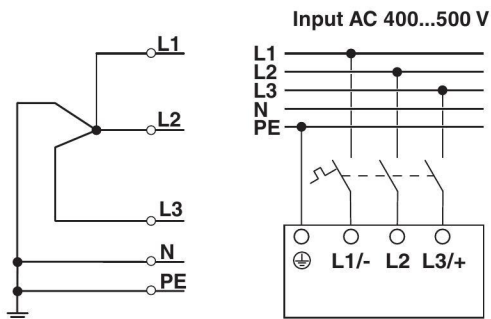 Input AC 400...500 V
L1
L2
L3
N
PE
L1
L2
L3
N
PE
L1/- L2 L3/+